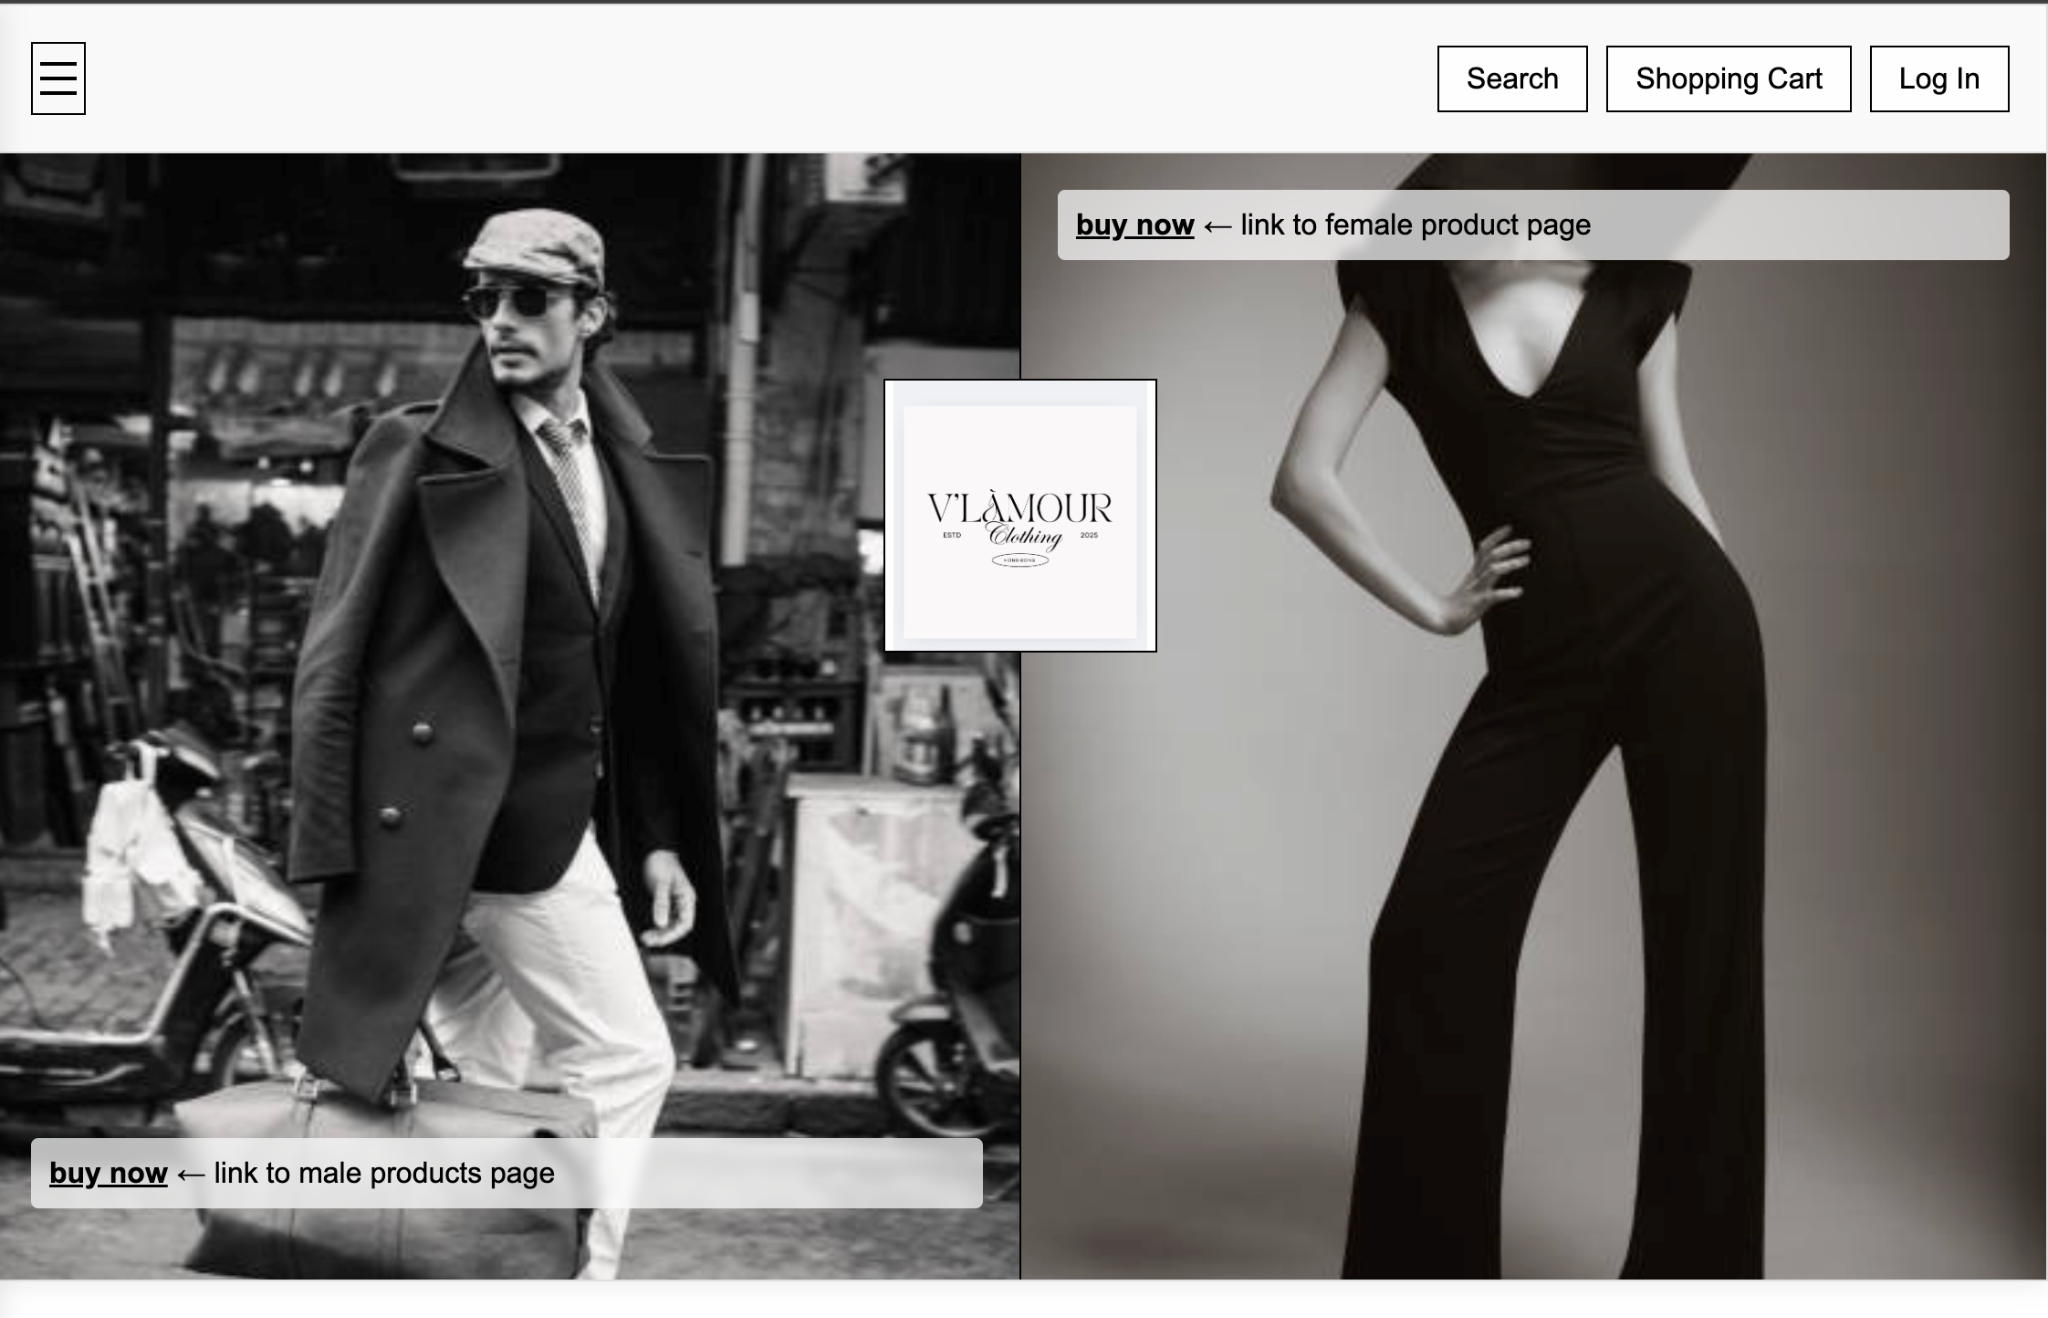 Search
Shopping Cart
Log In
buy now ← link to female product page
V'LÀMOUR
ESTD
Clothing
2025
buy now ← link to male products page